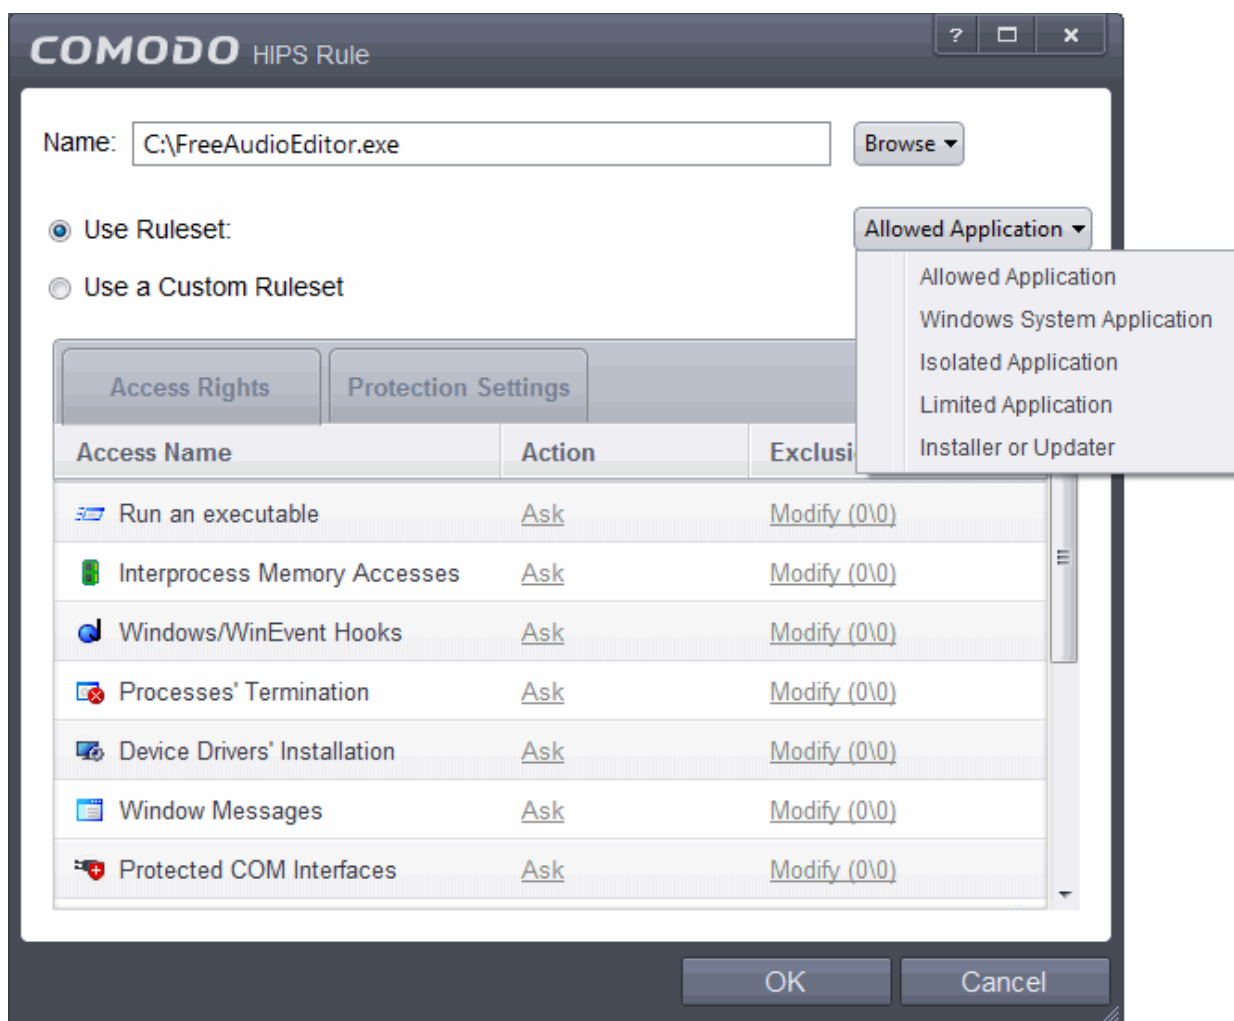 COMODO HIPS Rule
?
Name: C:\FreeAudioEditor.exe Browse
Use Ruleset: Allowed Application
Use a Custom Ruleset
Allowed Application
Windows System Application
Isolated Application
Limited Application
Installer or Updater
Access Rights Protection Settings
Access Name Action Exclusi
Run an executable Ask Modify (0\0)
Interprocess Memory Accesses Ask Modify (0\0)
Windows/WinEvent Hooks Ask Modify (0\0)
Processes' Termination Ask Modify (0\0)
Device Drivers' Installation Ask Modify (0\0)
Window Messages Ask Modify (0\0)
Protected COM Interfaces Ask Modify (0\0)
OK Cancel